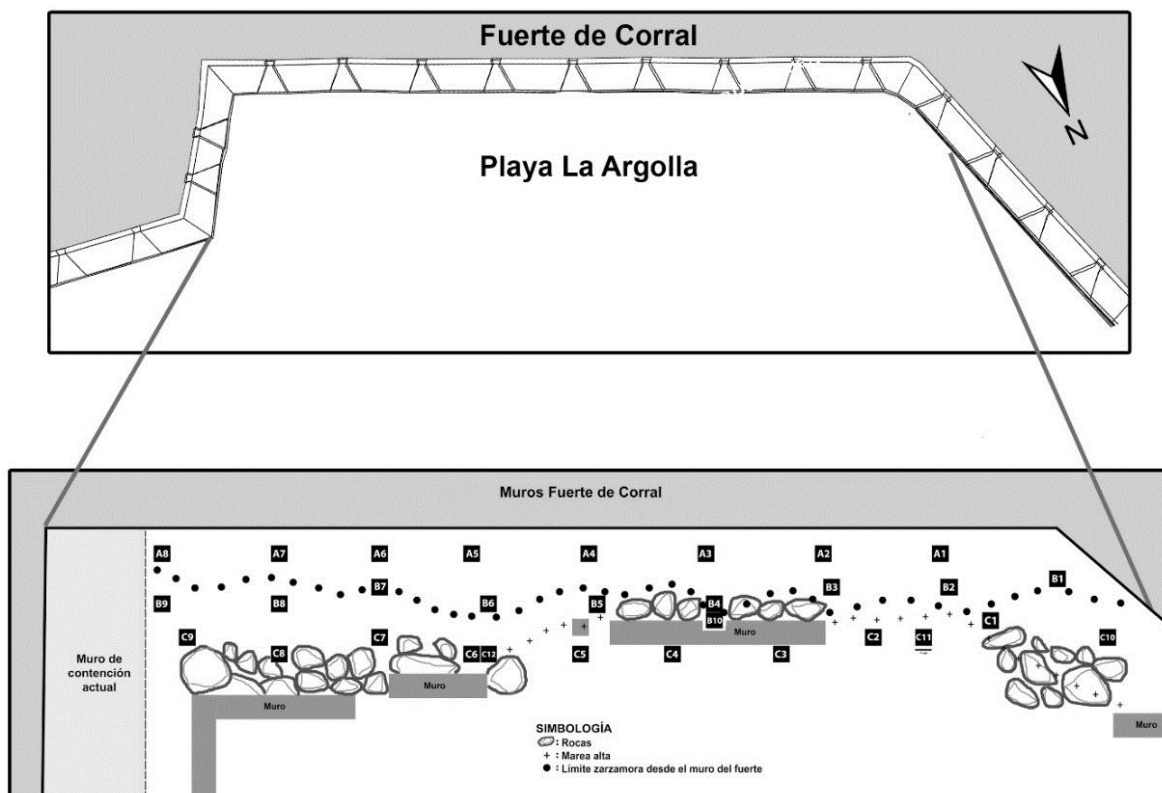 Fuerte de Corral
N
Playa La Argolla
Muros Fuerte de Corral
A8 A7 A6 A5 A4 A3 A2 A1
B7 B3 B2 B1
B9 B8 B6 B5 B4
B10
C1
C9 C7 Muro C2 C11 C10
C8 C6 C12 C5 C4 C3
Muro de
contención
actual
Muro
Muro
Muro
SIMBOLOGÍA
: Rocas
+ : Marea alta
● : Limite zarzamora desde el muro del fuerte